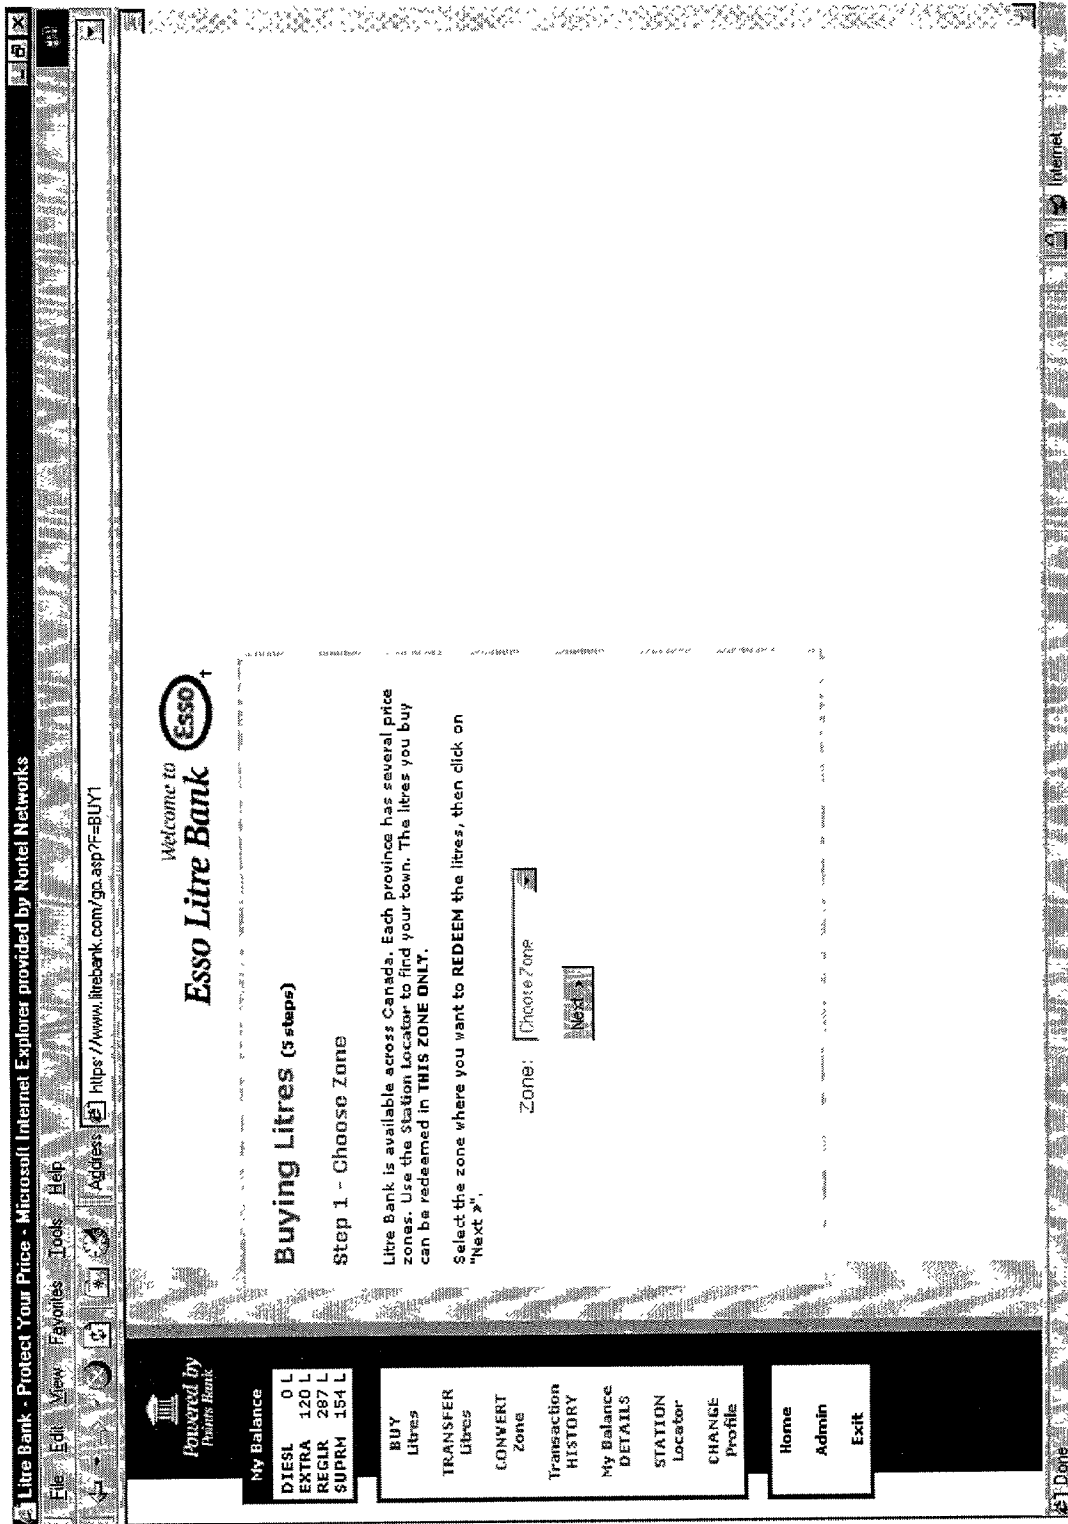 Litre Bank - Protect Your Price - Microsoft Internet Explorer provided by Nortel Networks
File Edit View Favorites Tools Help
Address https://www.litrebank.com/go.asp?F=BUY1
Powered by
Points Bank
My Balance
DIESL 0 L
EXTRA 120 L
REGLR 287 L
SUPRM 154 L
BUY
Litres
TRANSFER
Litres
CONVERT
Zone
Transaction
HISTORY
My Balance
DETAILS
STATION
Locator
CHANGE
Profile
Home
Admin
Exit
Welcome to
Esso Litre Bank Esso †
Buying Litres (5 steps)
Step 1 - Choose Zone
Litre Bank is available across Canada. Each province has several price
zones. Use the Station Locator to find your town. The litres you buy
can be redeemed in THIS ZONE ONLY.
Select the zone where you want to REDEEM the litres, then click on
"Next »".
Zone: Choose Zone
Next »
Done Internet